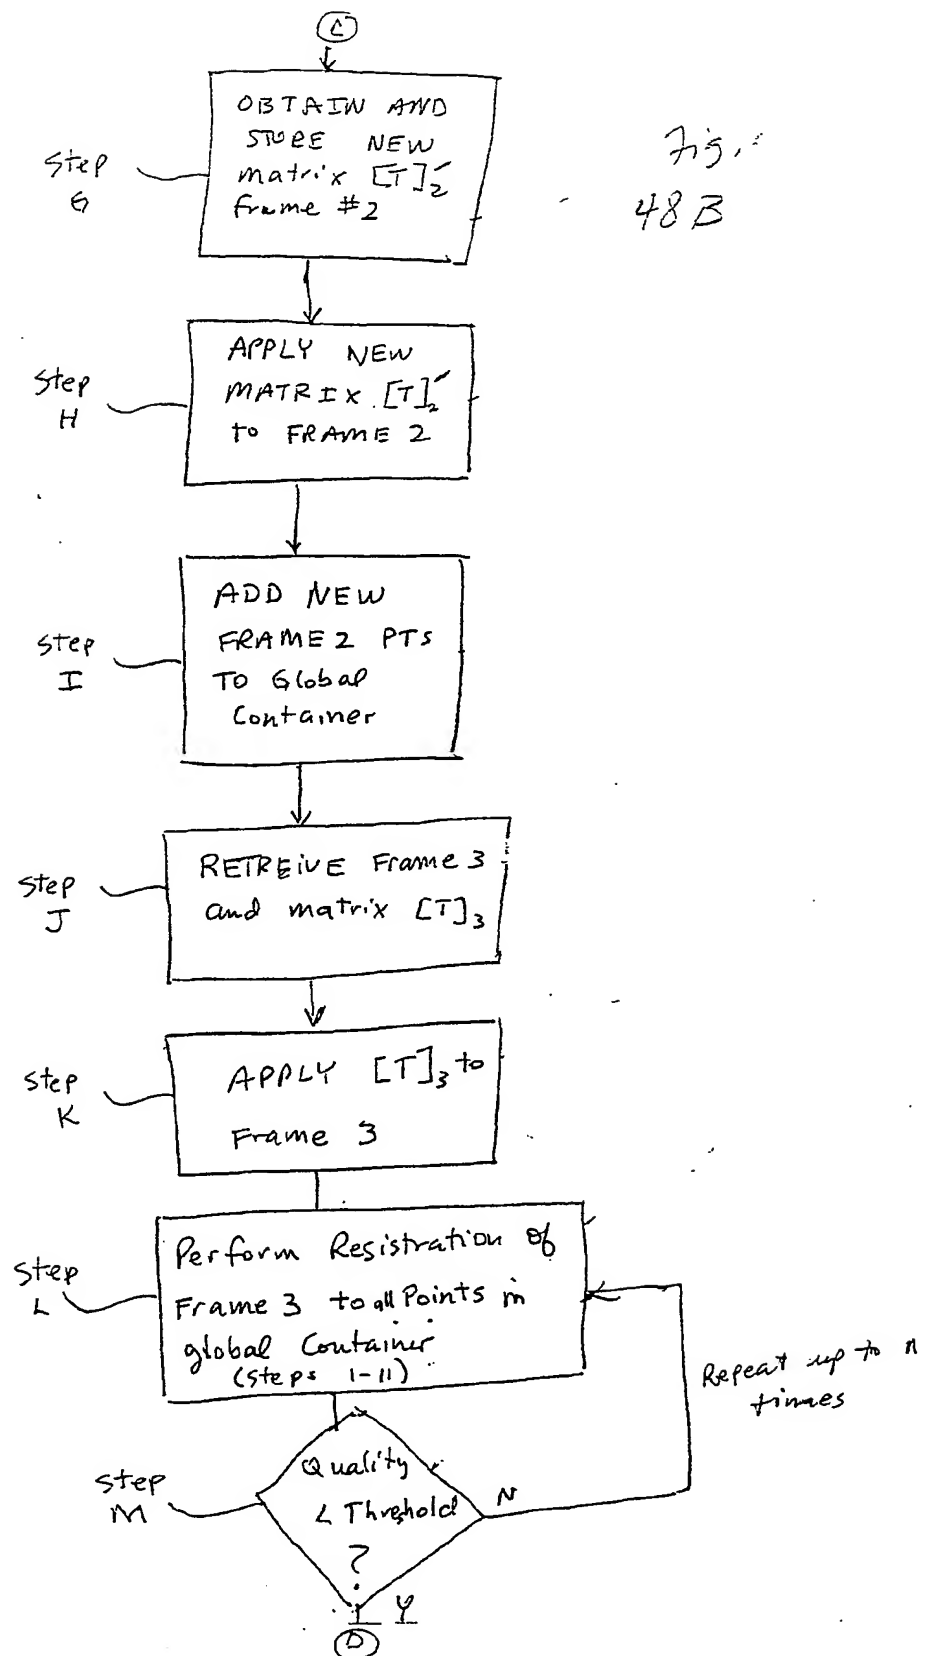 C
OBTAIN AND
STORE NEW
matrix [T]₂′
frame #2
Step
G
Fig.
48B
APPLY NEW
MATRIX [T]₂′
to FRAME 2
Step
H
ADD NEW
FRAME 2 PTS
TO Global
Container
Step
I
RETREIVE Frame 3
and matrix [T]₃
Step
J
APPLY [T]₃ to
Frame 3
Step
K
Perform Resistration of
Frame 3 to all Points in
global Container
(steps 1-11)
Step
L
Repeat up to n
times
Quality
< Threshold
?
Step
M
N
Y
D